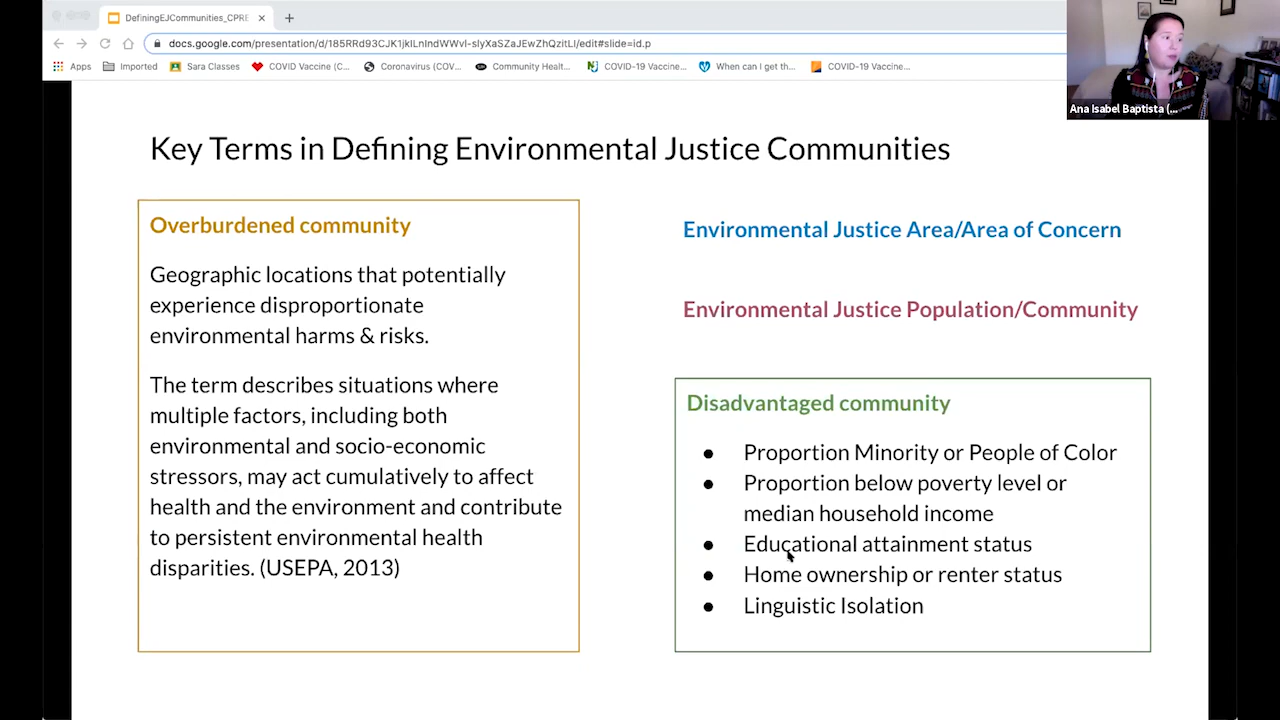 DefiningEJCommunities_CPRE
docs.google.com/presentation/d/185RRd93CJK1jkILnIndWWvI-slyXaSZaJEwZhQzitLI/edit#slide=id.p
Apps Imported Sara Classes COVID Vaccine (C... Coronavirus (COV... Community Healt... COVID-19 Vaccine... When can I get th... COVID-19 Vaccine...
Ana Isabel Baptista (...
Key Terms in Defining Environmental Justice Communities
Overburdened community
Geographic locations that potentially
experience disproportionate
environmental harms & risks.
The term describes situations where
multiple factors, including both
environmental and socio-economic
stressors, may act cumulatively to affect
health and the environment and contribute
to persistent environmental health
disparities. (USEPA, 2013)
Environmental Justice Area/Area of Concern
Environmental Justice Population/Community
Disadvantaged community
● Proportion Minority or People of Color
● Proportion below poverty level or
median household income
● Educational attainment status
● Home ownership or renter status
● Linguistic Isolation